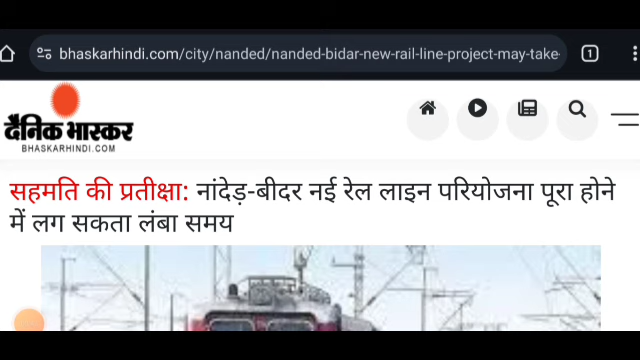 bhaskarhindi.com/city/nanded/nanded-bidar-new-rail-line-project-may-take-
1
दैनिक भास्कर
BHASKARHINDI.COM
सहमति की प्रतीक्षा: नांदेड़-बीदर नई रेल लाइन परियोजना पूरा होने
में लग सकता लंबा समय